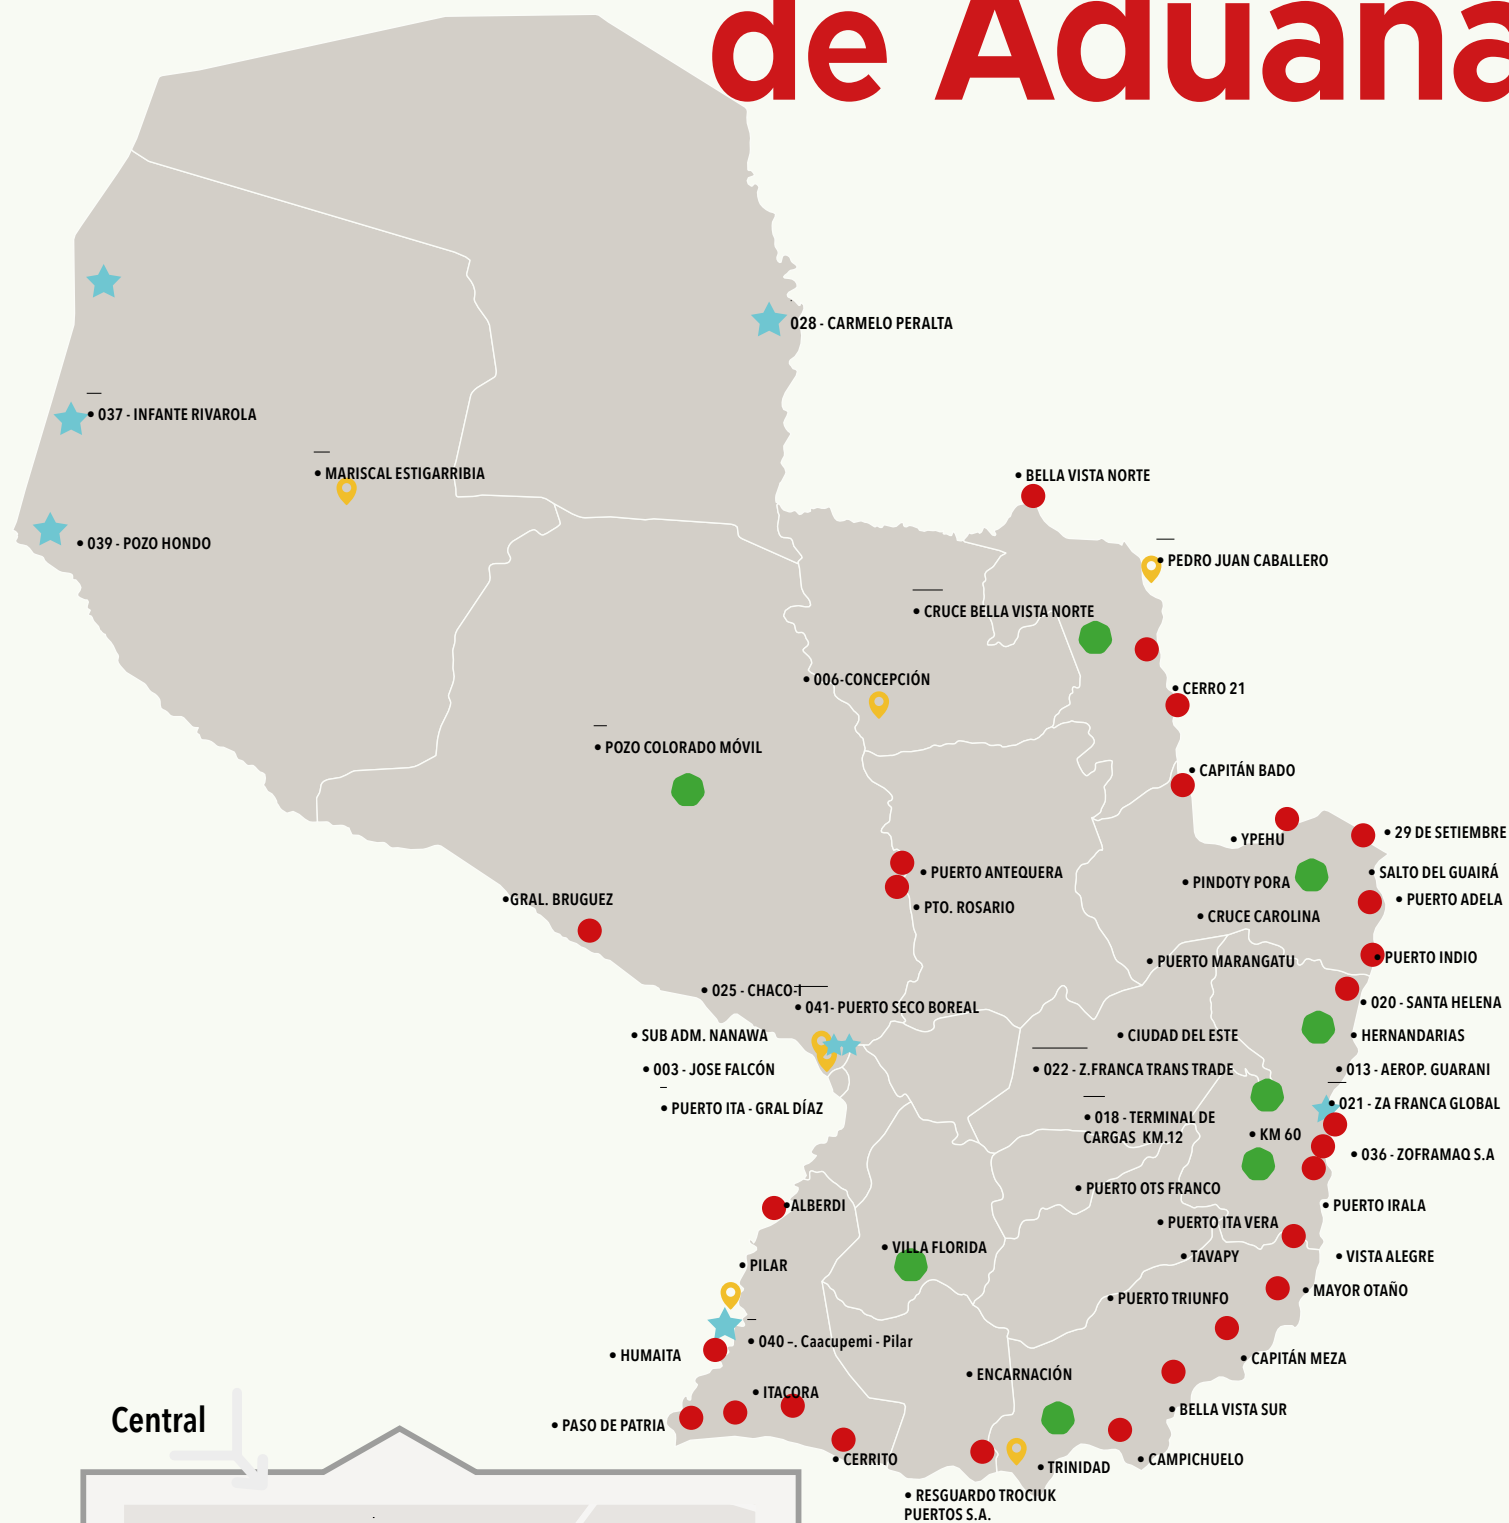 de Aduana
028 - CARMELO PERALTA
• 037 - INFANTE RIVAROLA
• MARISCAL ESTIGARRIBIA
• BELLA VISTA NORTE
• 039 - POZO HONDO
• PEDRO JUAN CABALLERO
• CRUCE BELLA VISTA NORTE
• 006-CONCEPCIÓN
• CERRO 21
• POZO COLORADO MÓVIL
• CAPITÁN BADO
• 29 DE SETIEMBRE
• YPEHU
• PUERTO ANTEQUERA
• SALTO DEL GUAIRÁ
• PINDOTY PORA
•GRAL. BRUGUEZ
• PUERTO ADELA
• PTO. ROSARIO
• CRUCE CAROLINA
• PUERTO INDIO
• PUERTO MARANGATU
• 025 - CHACO-I
• 020 - SANTA HELENA
• 041- PUERTO SECO BOREAL
• SUB ADM. NANAWA
• CIUDAD DEL ESTE
• HERNANDARIAS
• 003 - JOSE FALCÓN
• 022 - Z.FRANCA TRANS TRADE
• 013 - AEROP. GUARANI
• PUERTO ITA - GRAL DÍAZ
• 021 - ZA FRANCA GLOBAL
• 018 - TERMINAL DE
CARGAS KM.12
• KM 60
• 036 - ZOFRAMAQ S.A
• PUERTO OTS FRANCO
• ALBERDI
• PUERTO IRALA
• PUERTO ITA VERA
• VILLA FLORIDA
• TAVAPY
• VISTA ALEGRE
• PILAR
• MAYOR OTAÑO
• PUERTO TRIUNFO
• 040 –. Caacupemi - Pilar
• HUMAITA
• CAPITÁN MEZA
• ENCARNACIÓN
• ITACORA
• BELLA VISTA SUR
Central
• PASO DE PATRIA
• CERRITO
• CAMPICHUELO
• TRINIDAD
• RESGUARDO TROCIUK
PUERTOS S.A.